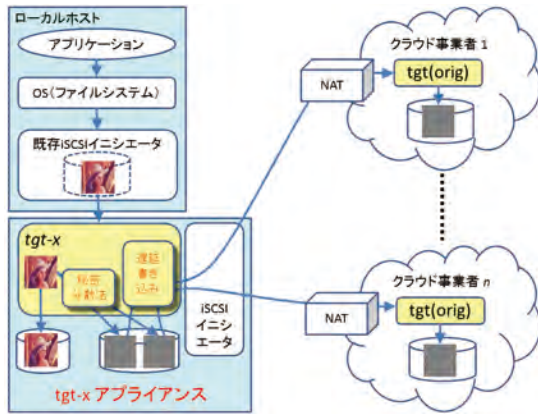 ローカルホスト
アプリケーション
OS(ファイルシステム)
既存iSCSIイニシエータ
tgt-x
秘密
分散法
遅延
書き
込み
iSCSI
イニシ
エータ
tgt-x アプライアンス
NAT
クラウド事業者 1
tgt(orig)
NAT
クラウド事業者 n
tgt(orig)